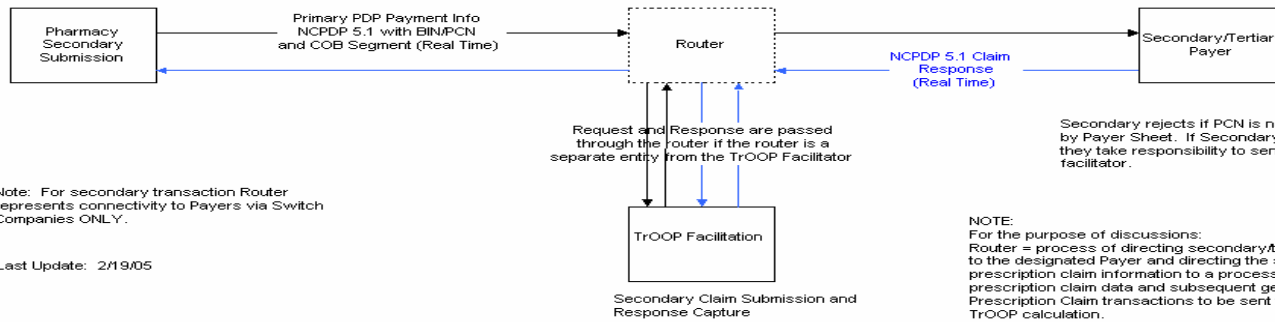 Pharmacy
Secondary
Submission
Primary PDP Payment Info
NCPDP 5.1 with BIN/PCN
and COB Segment (Real Time)
Router
NCPDP 5.1 Claim
Response
(Real Time)
Secondary/Tertiar
Payer
Request and Response are passed
through the router if the router is a
separate entity from the TrOOP Facilitator
Secondary rejects if PCN is n
by Payer Sheet. If Secondary
they take responsibility to ser
facilitator.
Note: For secondary transaction Router
represents connectivity to Payers via Switch
Companies ONLY.
Last Update: 2/19/05
TrOOP Facilitation
Secondary Claim Submission and
Response Capture
NOTE:
For the purpose of discussions:
Router = process of directing secondary/t
to the designated Payer and directing the
prescription claim information to a process
prescription claim data and subsequent ge
Prescription Claim transactions to be sent
TrOOP calculation.